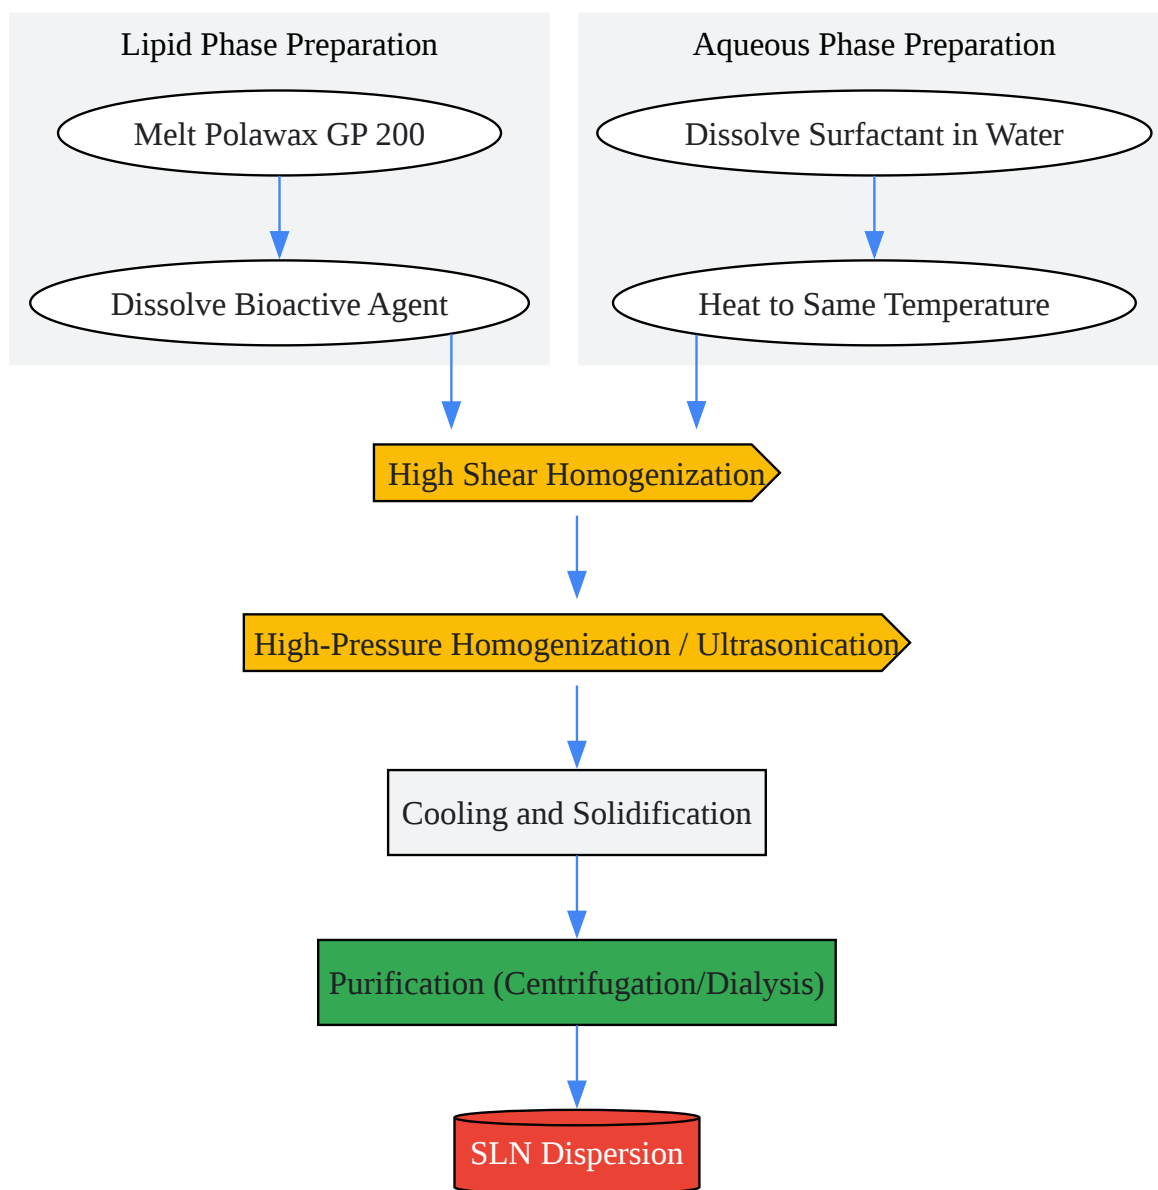 Lipid Phase Preparation
Aqueous Phase Preparation
Melt Polawax GP 200
Dissolve Surfactant in Water
Dissolve Bioactive Agent
Heat to Same Temperature
High Shear Homogenization
High-Pressure Homogenization / Ultrasonication
Cooling and Solidification
Purification (Centrifugation/Dialysis)
SLN Dispersion